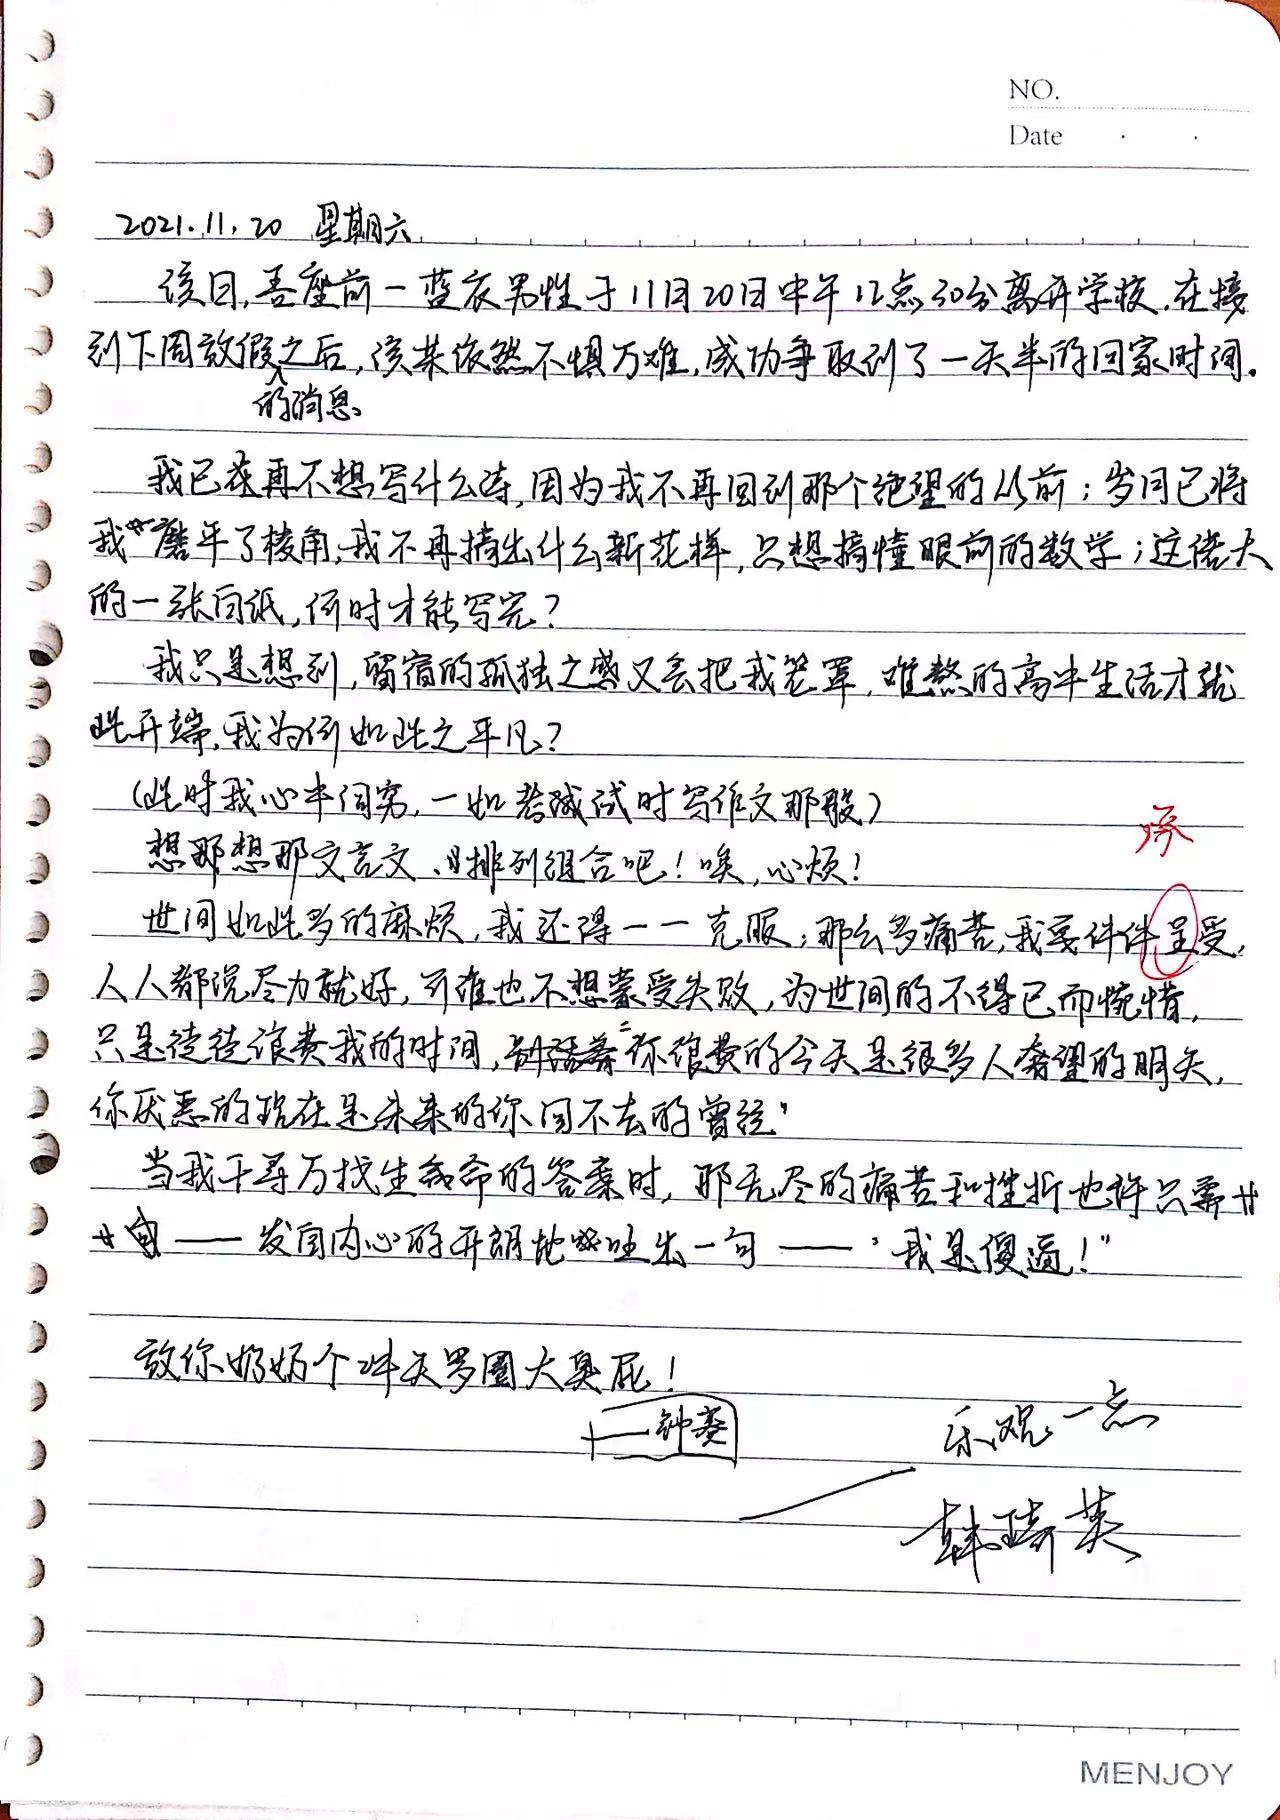 NO.
Date
2021.11.20 星期六
该日,吾座前一蓝衣男性于11月20日中午12点30分离开学校.在接
到下周放假之后,该某依然不惧万难,成功争取到了一天半的回家时间.
的消息
我已再不想写什么诗,因为我不再回到那个绝望的以前;岁月已将
我磨平了棱角,我不再搞出什么新花样,只想搞懂眼前的数学;这偌大
的一张白纸,何时才能写完?
我只是想到,留宿的孤独之感又会把我笼罩,难熬的高中生活才就
此开端,我为何如此之平凡?
(此时我心中词穷,一如考试时写作文那般)
想那想那文言文、排列组合吧!唉,心烦!
承
世间如此多的麻烦,我还得一一克服;那么多痛苦,我要件件呈受,
人人都说尽力就好,可谁也不想蒙受失败,为世间的不得已而惋惜,
只是徒徒浪费我的时间,"你浪费的今天是很多人奢望的明天,
你厌恶的现在是未来的你回不去的曾经"
当我千寻万找生命的答案时,那无尽的痛苦和挫折也许只需
——发自内心的开朗地吐出一句——"我是傻逼!"
放你奶奶个冲天罗圈大臭屁!
——钟葵
乐观一点
韩琦英
MENJOY